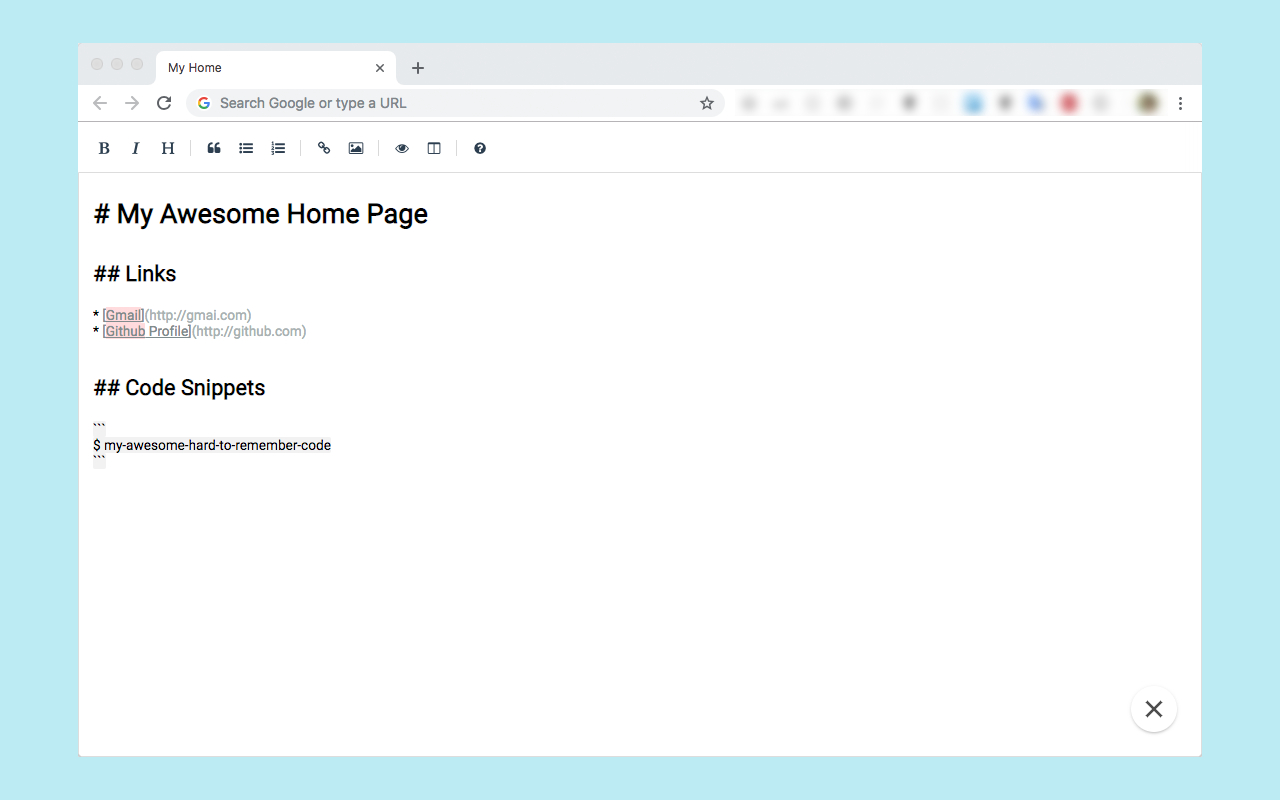 My Home
Search Google or type a URL
B I H
# My Awesome Home Page
## Links
* [Gmail](http://gmai.com)
* [Github Profile](http://github.com)
## Code Snippets
```
$ my-awesome-hard-to-remember-code
```